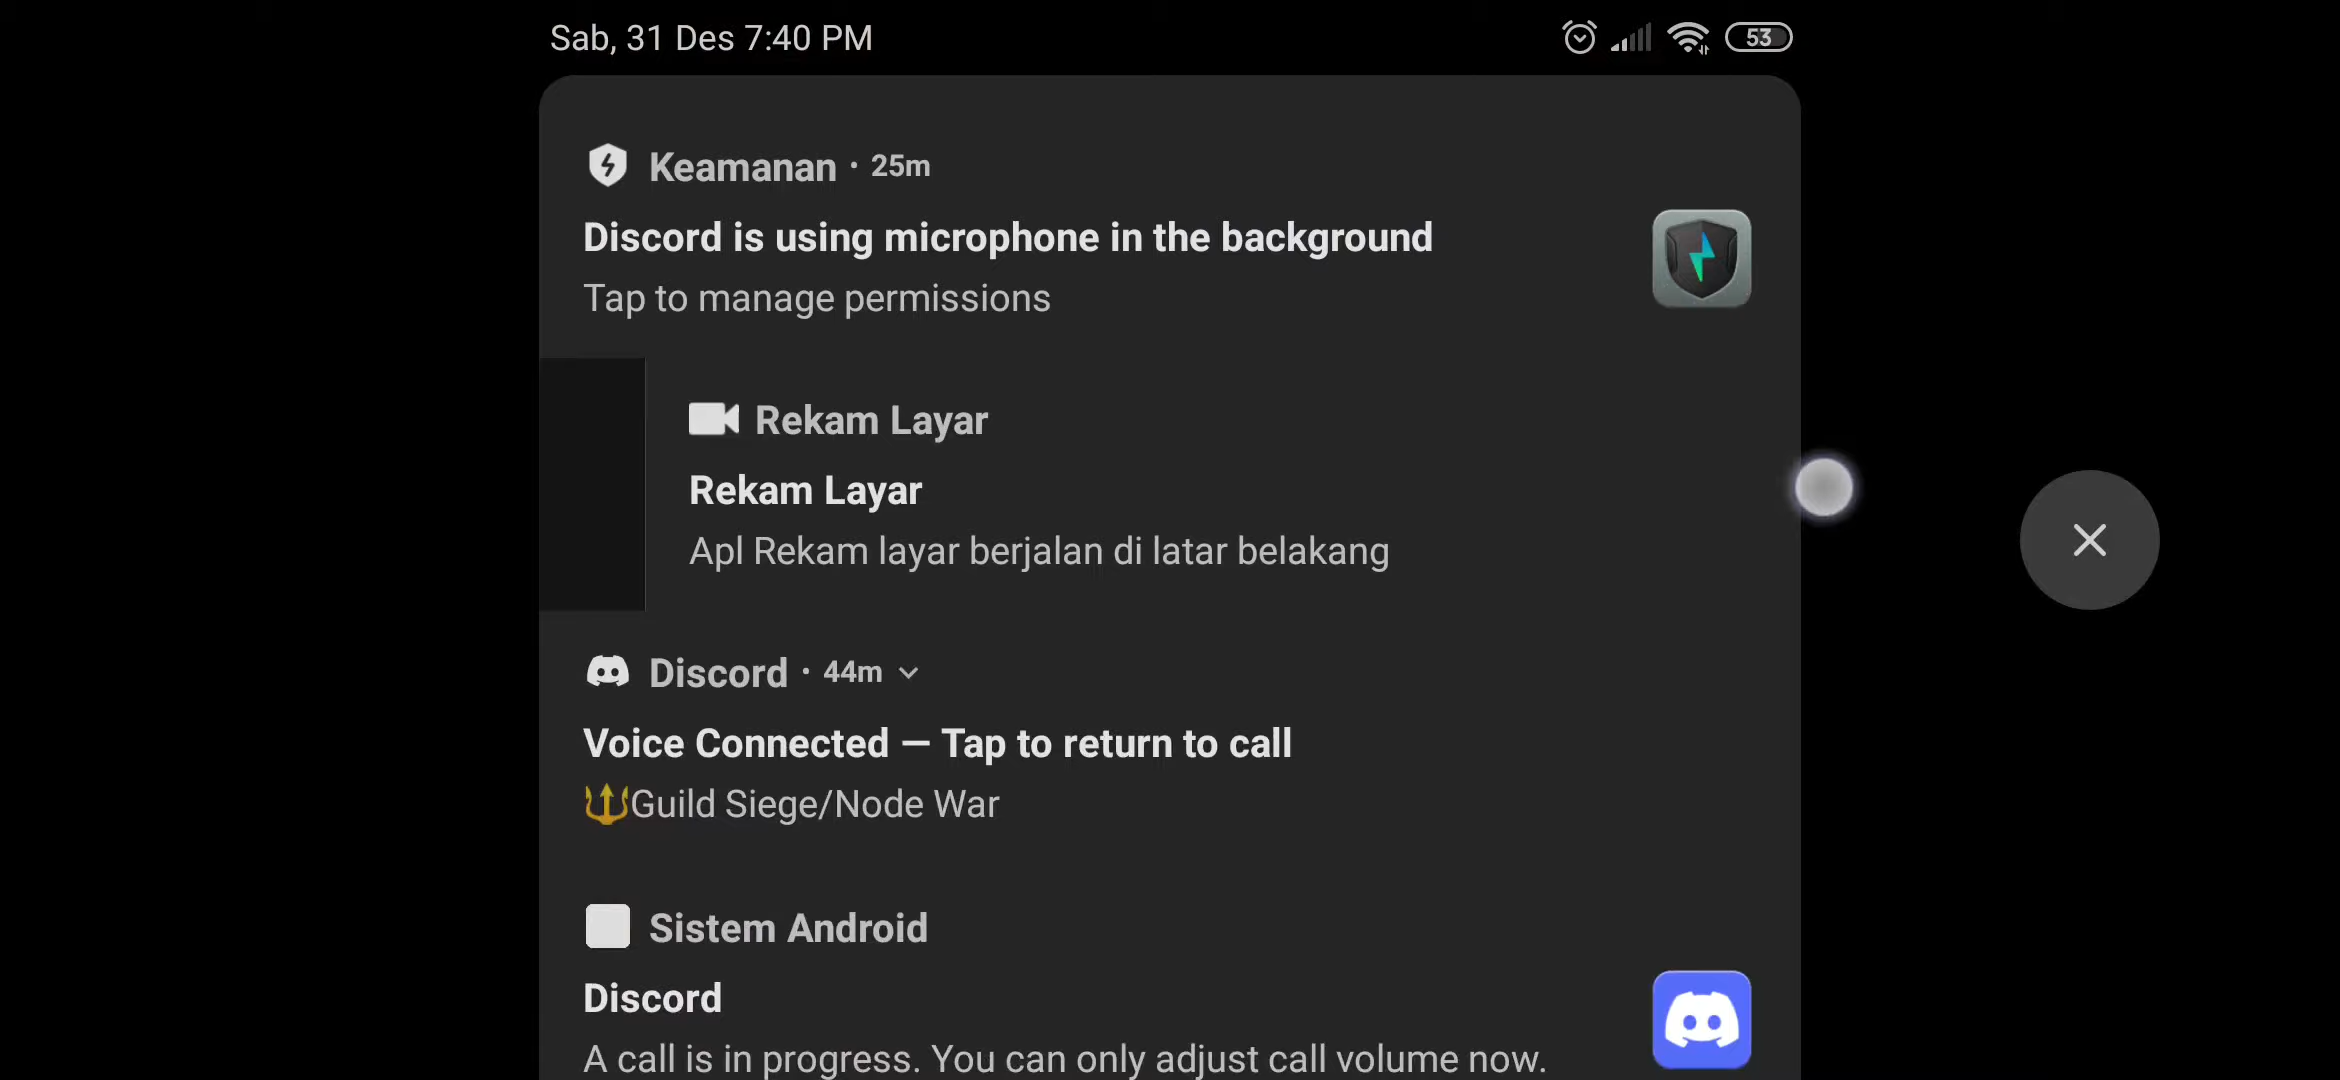 Sab, 31 Des 7:40 PM
53
Keamanan · 25m
Discord is using microphone in the background
Tap to manage permissions
Rekam Layar
Rekam Layar
Apl Rekam layar berjalan di latar belakang
Discord · 44m
Voice Connected — Tap to return to call
🔱Guild Siege/Node War
Sistem Android
Discord
A call is in progress. You can only adjust call volume now.